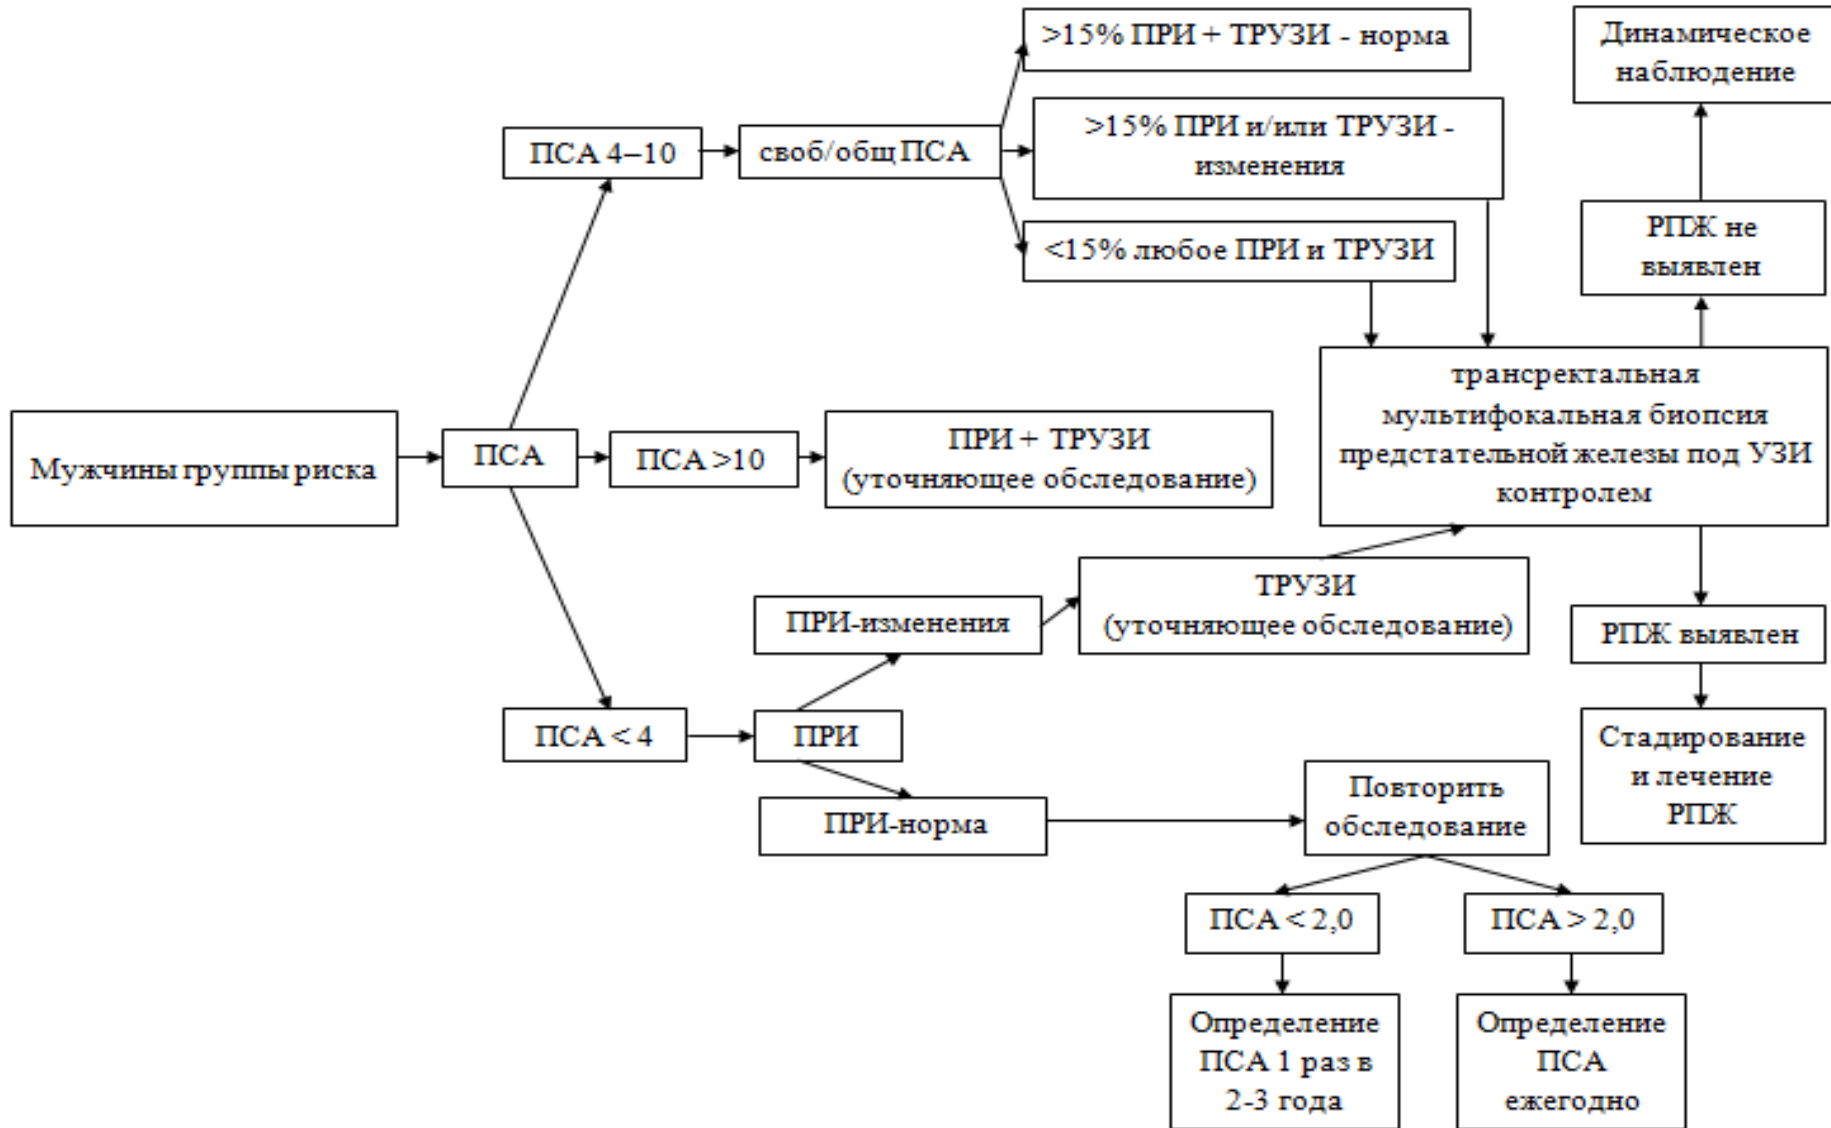 >15% ПРИ + ТРУЗИ - норма
Динамическое
наблюдение
ПСА 4–10
своб/общ ПСА
>15% ПРИ и/или ТРУЗИ -
изменения
<15% любое ПРИ и ТРУЗИ
РПЖ не
выявлен
Мужчины группы риска
ПСА
ПСА >10
ПРИ + ТРУЗИ
(уточняющее обследование)
трансректальная
мультифокальная биопсия
предстательной железы под УЗИ
контролем
ПРИ-изменения
ТРУЗИ
(уточняющее обследование)
РПЖ выявлен
ПСА < 4
ПРИ
Стадирование
и лечение
РПЖ
ПРИ-норма
Повторить
обследование
ПСА < 2,0
ПСА > 2,0
Определение
ПСА 1 раз в
2-3 года
Определение
ПСА
ежегодно